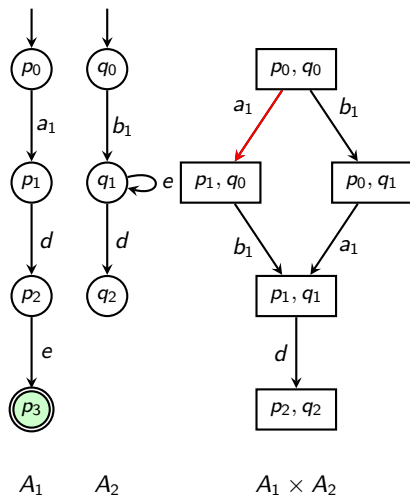 p₀ q₀ p₀, q₀
a₁ b₁ a₁ b₁
p₁ q₁ e p₁, q₀ p₀, q₁
d d b₁ a₁
p₂ q₂ p₁, q₁
e d
p₃ p₂, q₂
A₁ A₂ A₁ × A₂